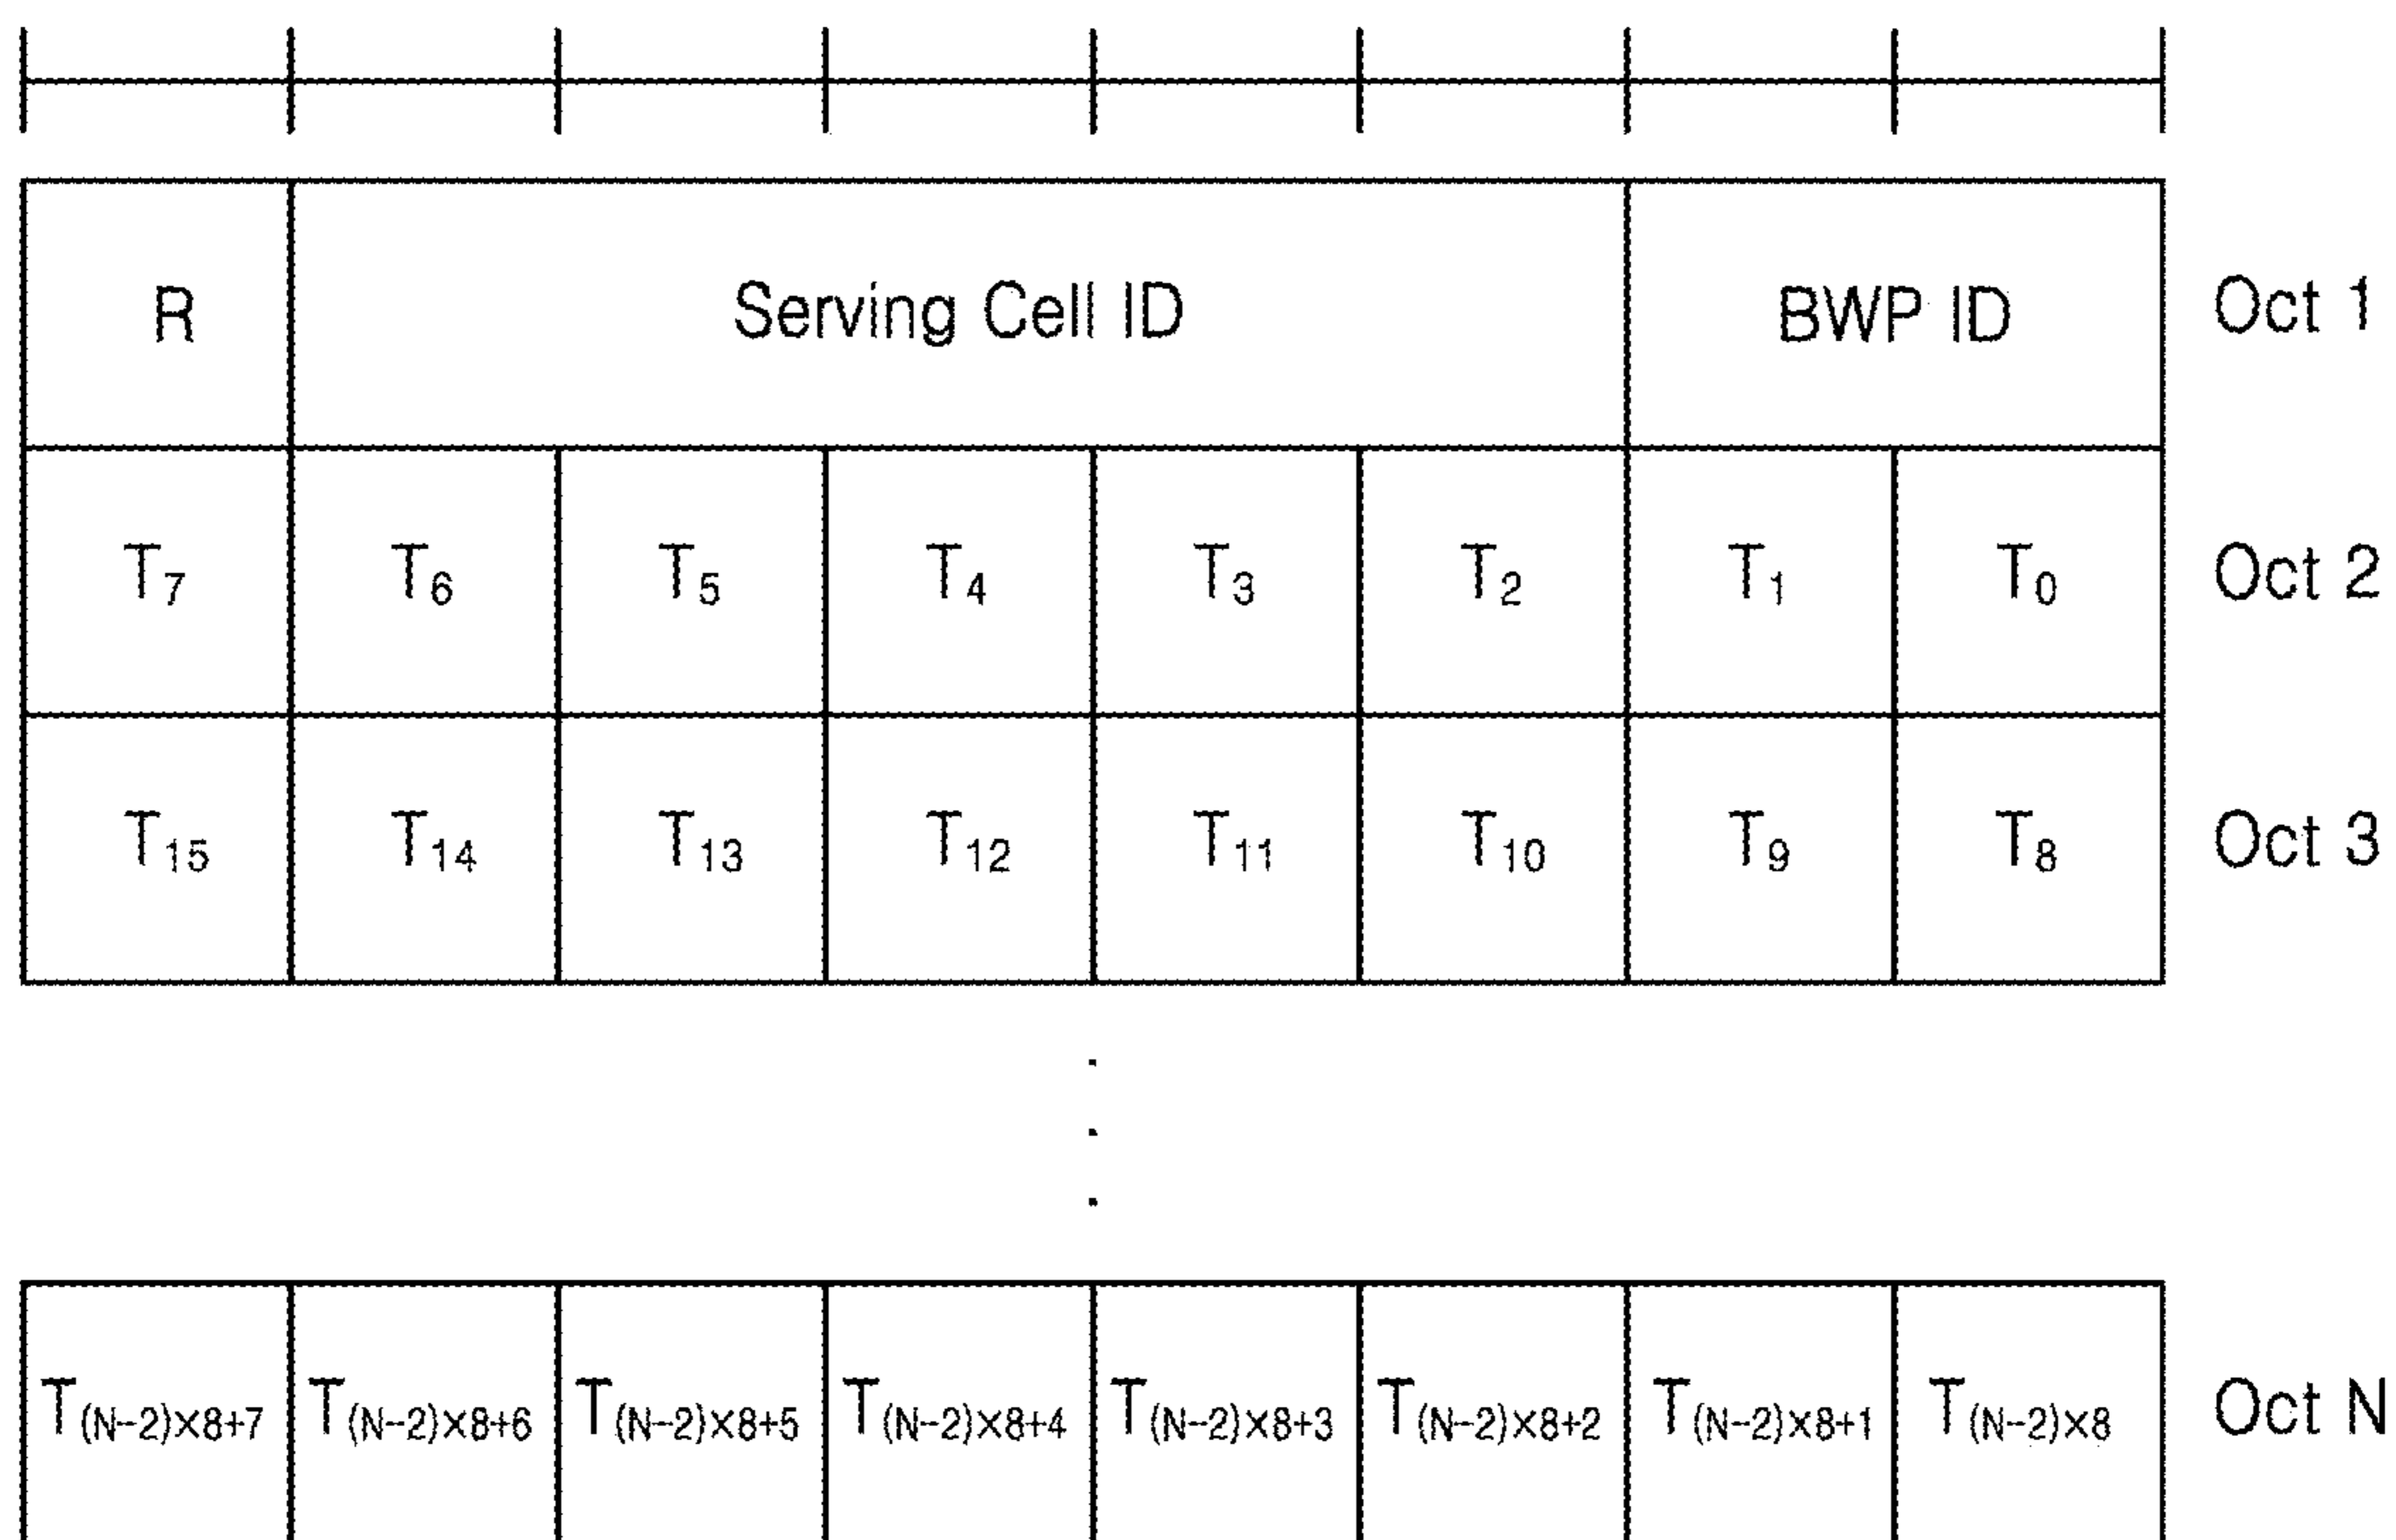 R Serving Cell ID BWP ID Oct 1
T7 T6 T5 T4 T3 T2 T1 T0 Oct 2
T15 T14 T13 T12 T11 T10 T9 T8 Oct 3
T(N-2)×8+7 T(N-2)×8+6 T(N-2)×8+5 T(N-2)×8+4 T(N-2)×8+3 T(N-2)×8+2 T(N-2)×8+1 T(N-2)×8 Oct N